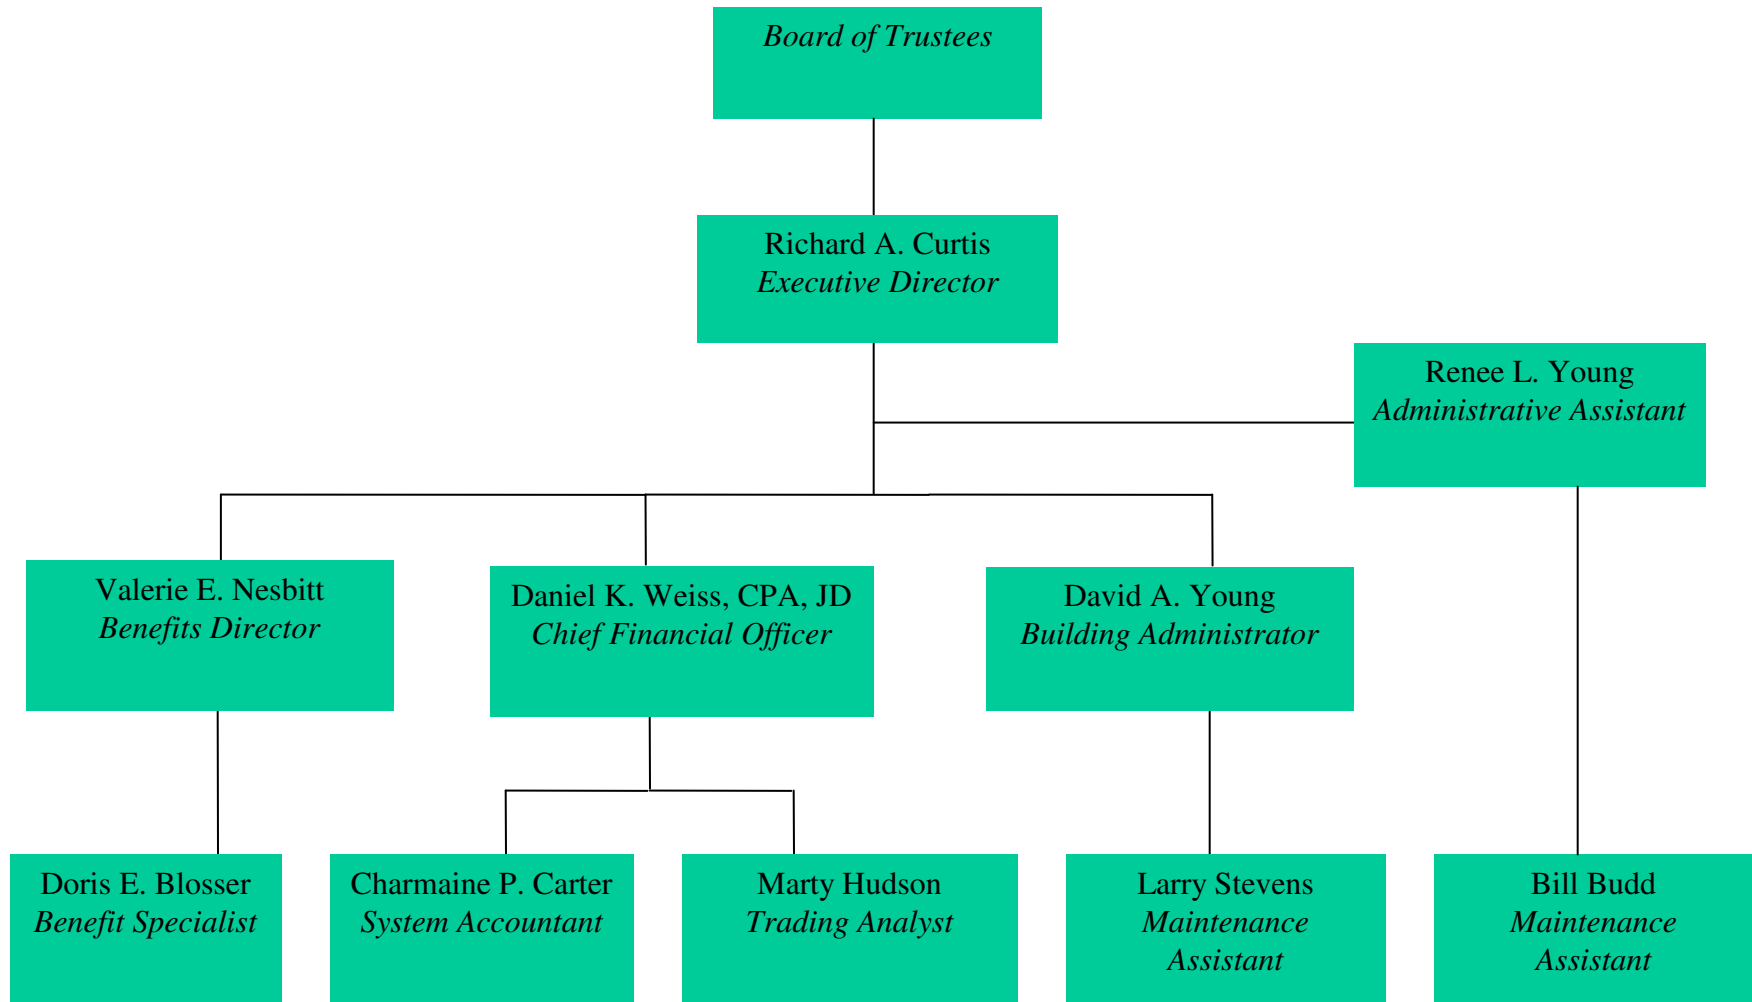 Board of Trustees
Richard A. Curtis
Executive Director
Renee L. Young
Administrative Assistant
Valerie E. Nesbitt
Benefits Director
Daniel K. Weiss, CPA, JD
Chief Financial Officer
David A. Young
Building Administrator
Doris E. Blosser
Benefit Specialist
Charmaine P. Carter
System Accountant
Marty Hudson
Trading Analyst
Larry Stevens
Maintenance
Assistant
Bill Budd
Maintenance
Assistant